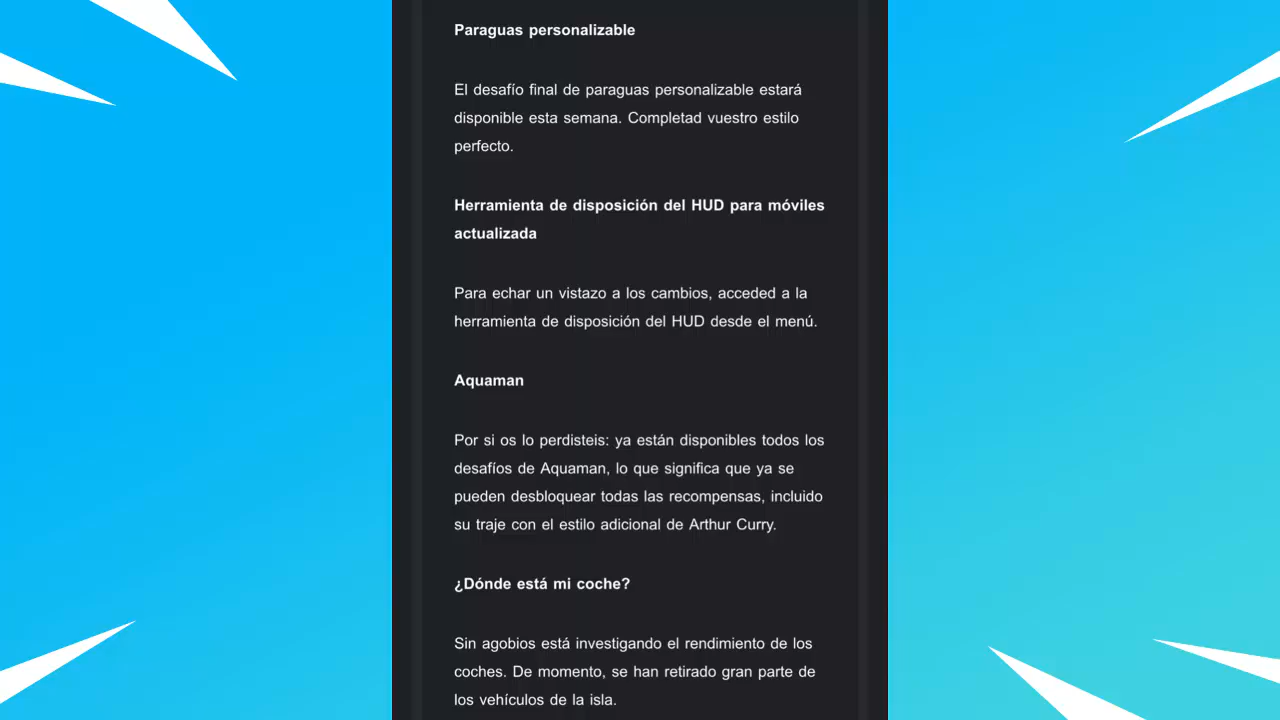 Paraguas personalizable
El desafío final de paraguas personalizable estará
disponible esta semana. Completad vuestro estilo
perfecto.
Herramienta de disposición del HUD para móviles
actualizada
Para echar un vistazo a los cambios, acceded a la
herramienta de disposición del HUD desde el menú.
Aquaman
Por si os lo perdisteis: ya están disponibles todos los
desafíos de Aquaman, lo que significa que ya se
pueden desbloquear todas las recompensas, incluido
su traje con el estilo adicional de Arthur Curry.
¿Dónde está mi coche?
Sin agobios está investigando el rendimiento de los
coches. De momento, se han retirado gran parte de
los vehículos de la isla.